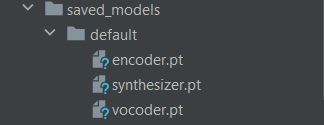 saved_models
default
encoder.pt
synthesizer.pt
vocoder.pt